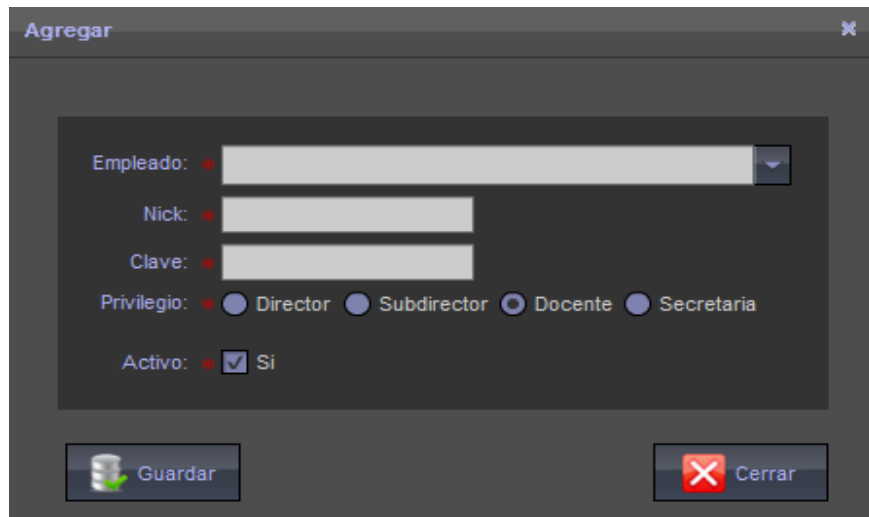 Agregar
Empleado: *
Nick: *
Clave: *
Privilegio: * Director Subdirector Docente Secretaria
Activo: * Si
Guardar Cerrar